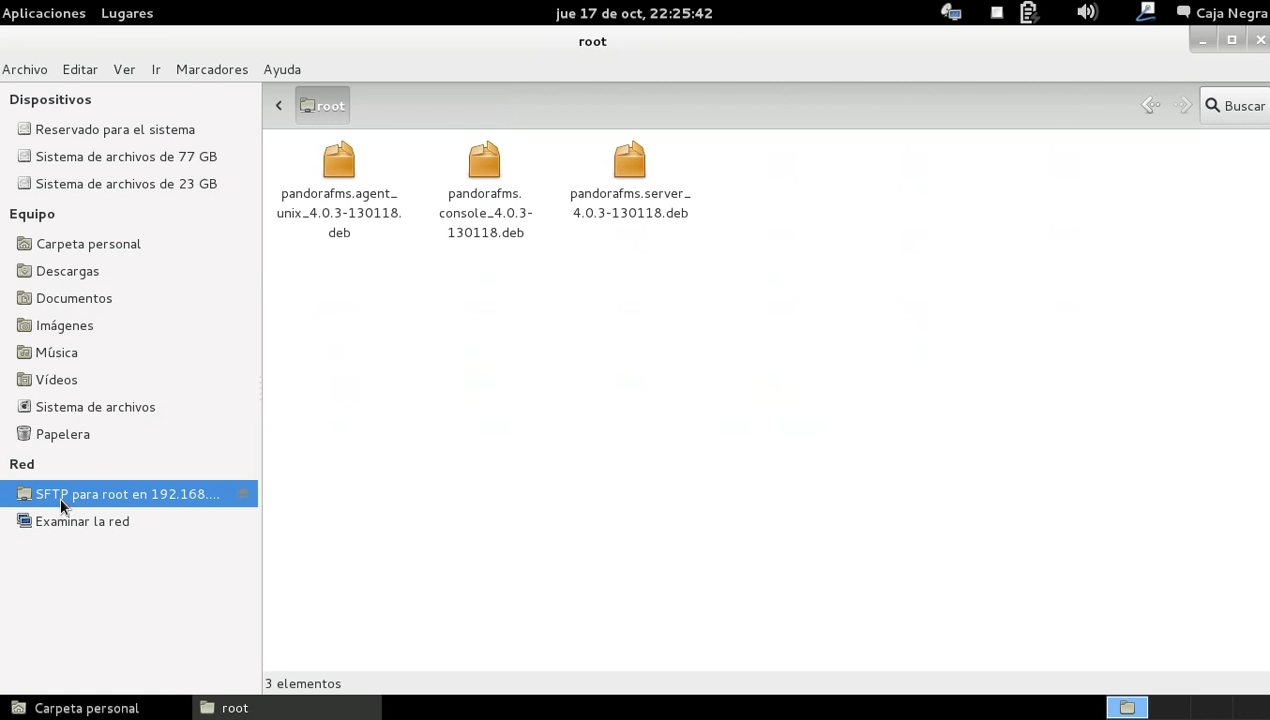 Aplicaciones Lugares jue 17 de oct, 22:25:42 Caja Negra
root
Archivo Editar Ver Ir Marcadores Ayuda
Dispositivos
Reservado para el sistema
Sistema de archivos de 77 GB
Sistema de archivos de 23 GB
Equipo
Carpeta personal
Descargas
Documentos
Imágenes
Música
Vídeos
Sistema de archivos
Papelera
Red
SFTP para root en 192.168....
Examinar la red
root Buscar
pandorafms.agent_
unix_4.0.3-130118.
deb
pandorafms.
console_4.0.3-
130118.deb
pandorafms.server_
4.0.3-130118.deb
3 elementos
Carpeta personal root